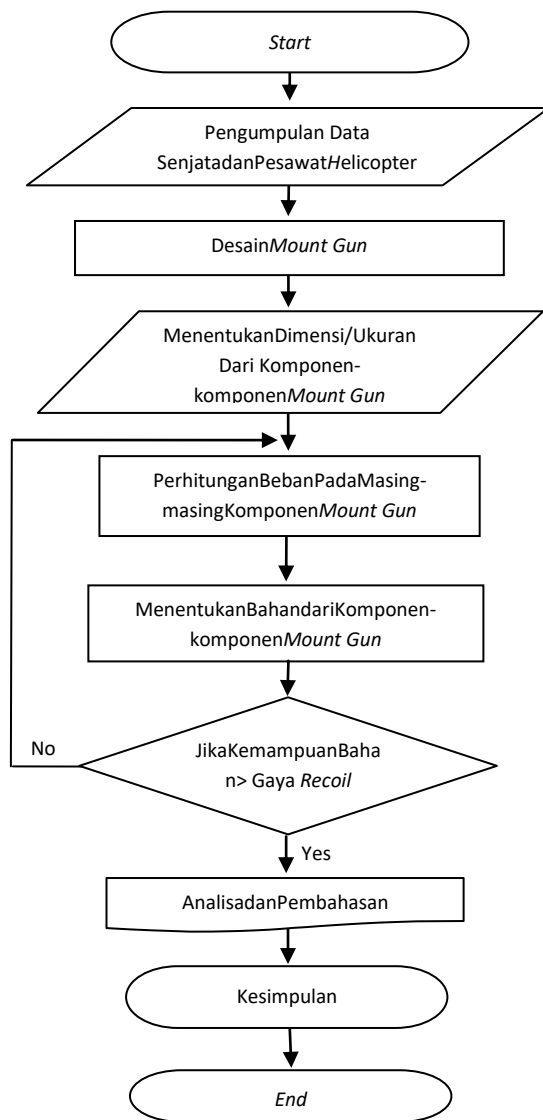 Start
Pengumpulan Data
SenjatadanPesawatHelicopter
DesainMount Gun
MenentukanDimensi/Ukuran
Dari Komponen-
komponenMount Gun
PerhitunganBebanPadaMasing-
masingKomponenMount Gun
MenentukanBahandariKomponen-
komponenMount Gun
No
JikaKemampuanBaha
n> Gaya Recoil
Yes
AnalisadanPembahasan
Kesimpulan
End